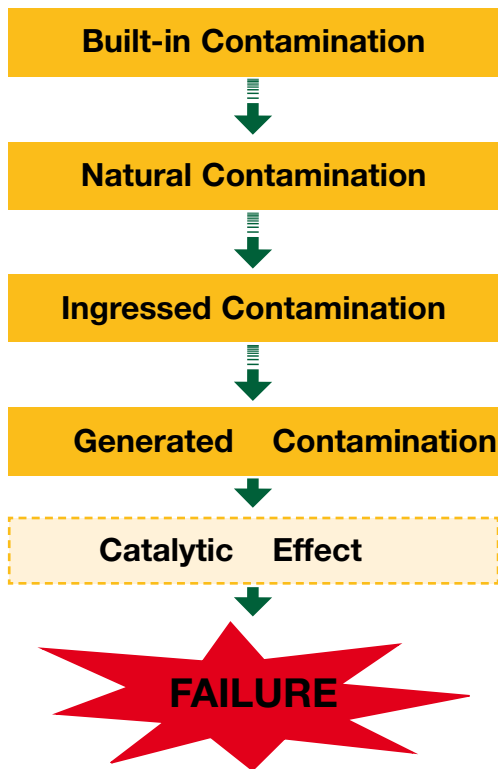 Built-in Contamination
Natural Contamination
Ingressed Contamination
Generated Contamination
Catalytic Effect
FAILURE